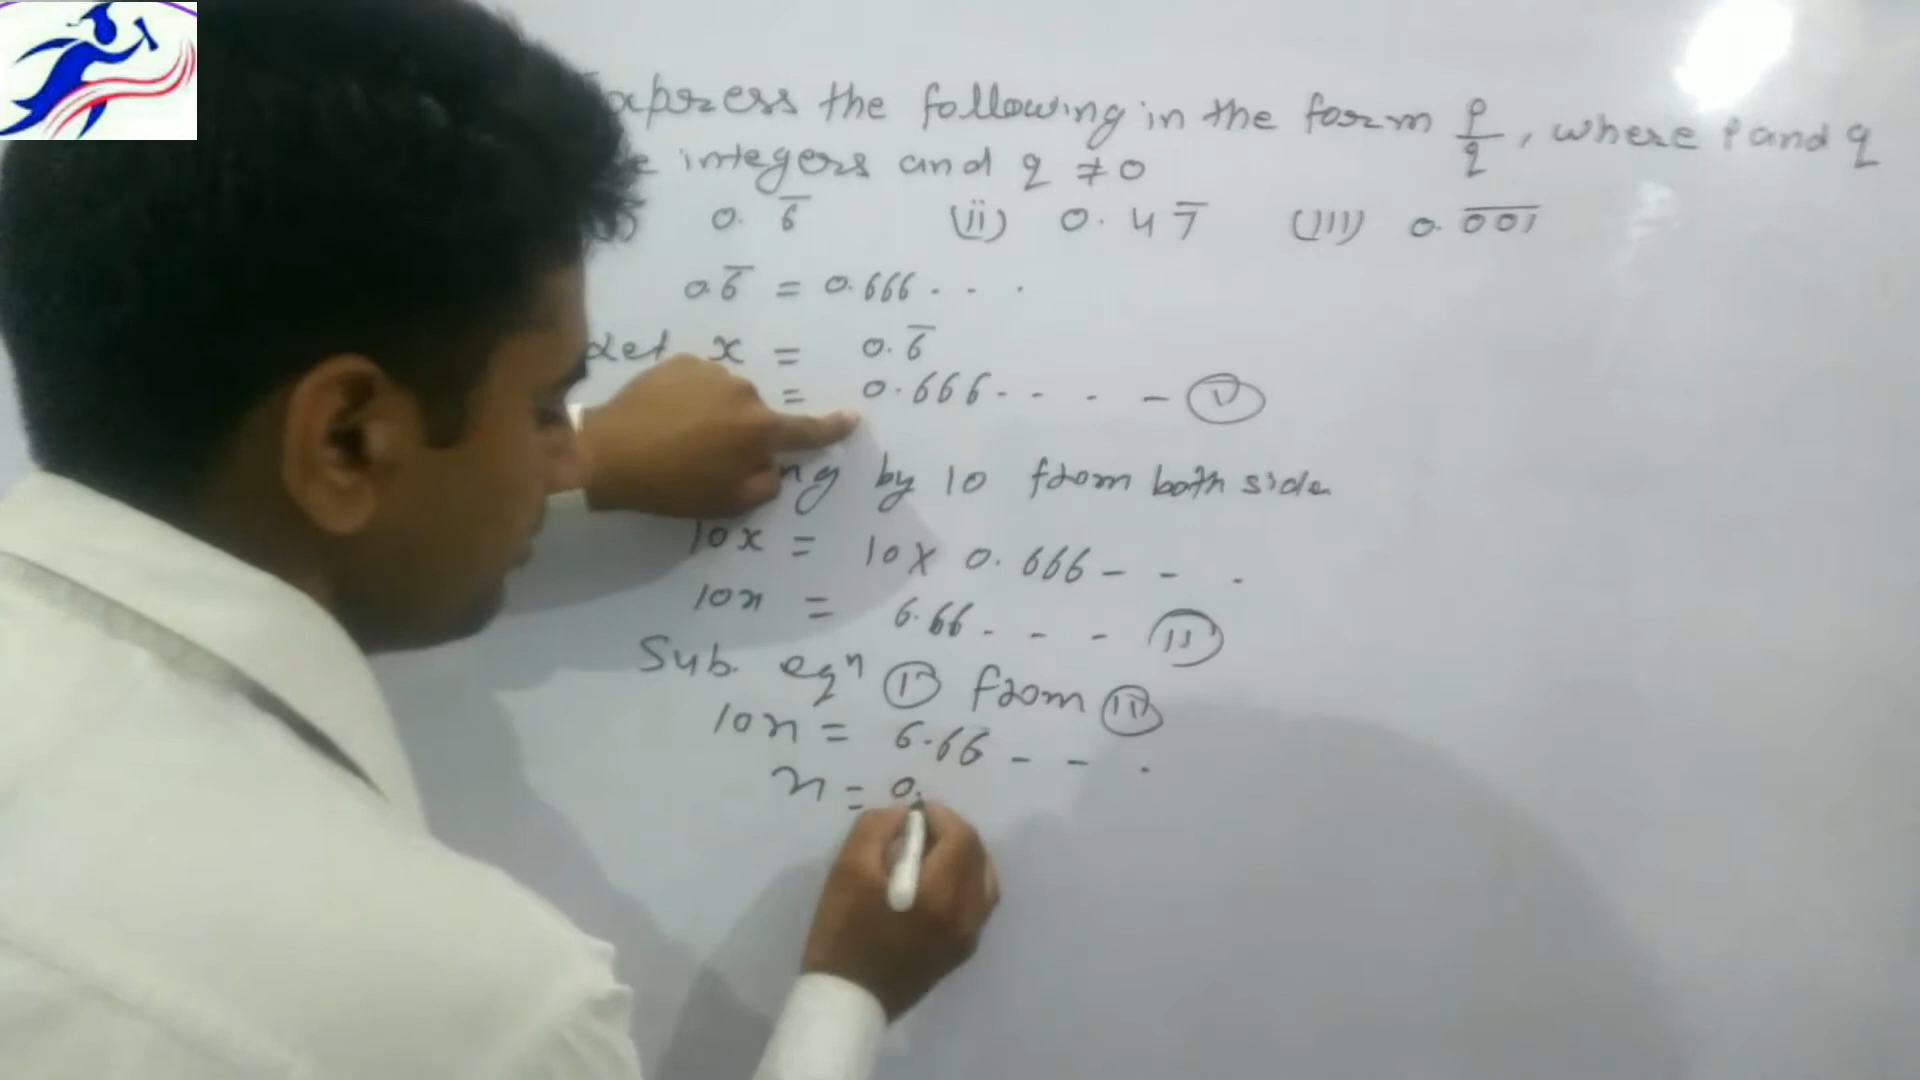 express the following in the form p/q, where p and q
integers and q ≠ 0
0.6̅ (ii) 0.47̅ (iii) 0.0̅0̅1̅
0.6̅ = 0.666 - - .
Let x = 0.6̅
= 0.666 - - - - (I)
by 10 from both side
10x = 10 x 0.666 - - .
10x = 6.66 - - - (II)
Sub. eqⁿ (I) from (II)
10x = 6.66 - - .
x = 0.